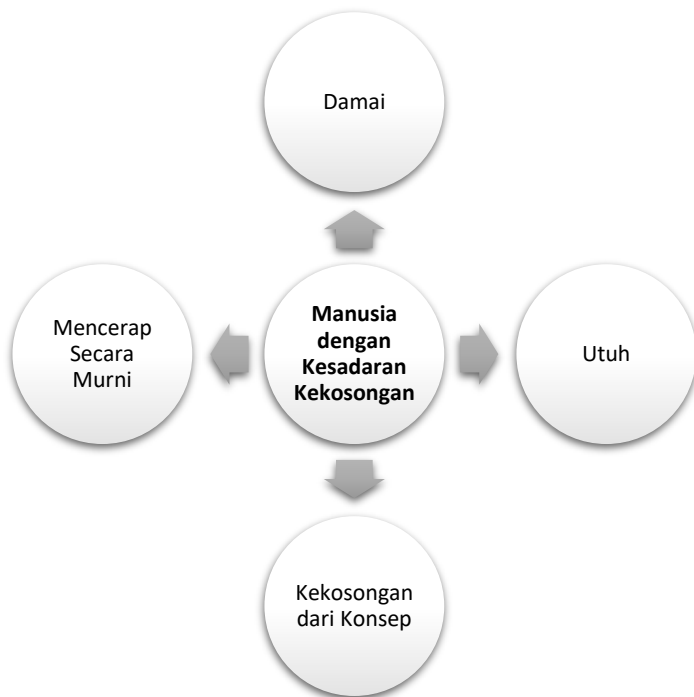 Damai
Mencerap
Secara
Murni
Manusia
dengan
Kesadaran
Kekosongan
Utuh
Kekosongan
dari Konsep